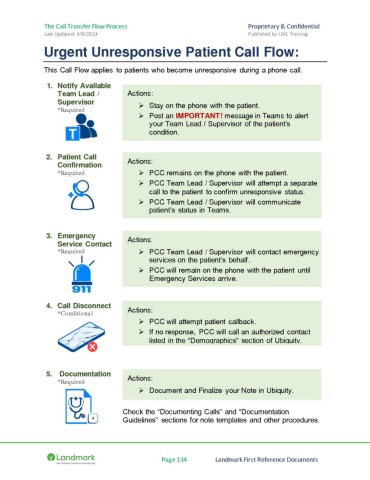 The Call Transfer Flow Process Proprietary & Confidential
Last Updated: 4/9/2024 Published by LMS Training
Urgent Unresponsive Patient Call Flow:
This Call Flow applies to patients who become unresponsive during a phone call.
1. Notify Available
Team Lead /
Supervisor
*Required
T
Actions:
➢ Stay on the phone with the patient.
➢ Post an IMPORTANT! message in Teams to alert
your Team Lead / Supervisor of the patient's
condition.
2. Patient Call
Confirmation
*Required
Actions:
➢ PCC remains on the phone with the patient.
➢ PCC Team Lead / Supervisor will attempt a separate
call to the patient to confirm unresponsive status.
➢ PCC Team Lead / Supervisor will communicate
patient's status in Teams.
3. Emergency
Service Contact
*Required
911
Actions:
➢ PCC Team Lead / Supervisor will contact emergency
services on the patient's behalf.
➢ PCC will remain on the phone with the patient until
Emergency Services arrive.
4. Call Disconnect
*Conditional
Actions:
➢ PCC will attempt patient callback.
➢ If no response, PCC will call an authorized contact
listed in the "Demographics" section of Ubiquity.
5. Documentation
*Required
Actions:
➢ Document and Finalize your Note in Ubiquity.
Check the "Documenting Calls" and "Documentation
Guidelines" sections for note templates and other procedures.
Landmark
Page 134 Landmark First Reference Documents